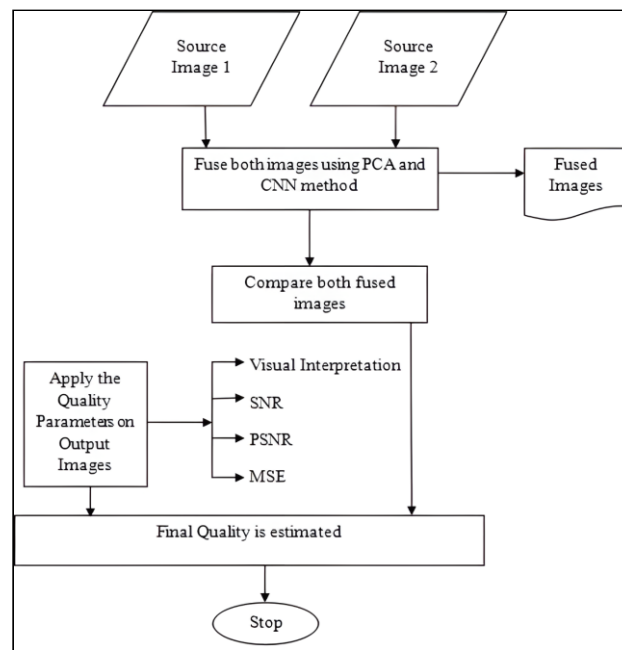 Source
Image 1
Source
Image 2
Fuse both images using PCA and
CNN method
Fused
Images
Compare both fused
images
Apply the
Quality
Parameters on
Output
Images
Visual Interpretation
SNR
PSNR
MSE
Final Quality is estimated
Stop